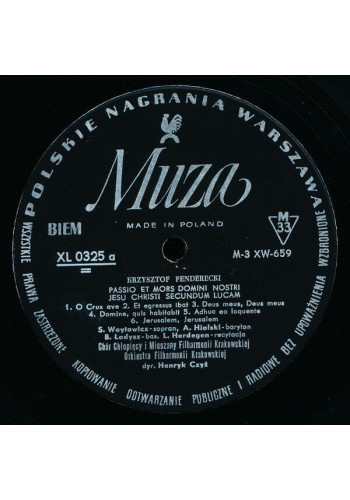 POLSKIE NAGRANIA WARSZAWA
Muza
MADE IN POLAND
BIEM
M
33
XL 0325 a
M-3 XW-659
KRZYSZTOF PENDERECKI
PASSIO ET MORS DOMINI NOSTRI
JESU CHRISTI SECUNDUM LUCAM
1. O Crux ave 2. Et egressus ibat 3. Deus meus, Deus meus
4. Domine, quis habitabit 5. Adhuc eo loquente
6. Jerusalem, Jerusalem
S. Woytowicz-sopran, A. Hiolski-baryton
B. Ładysz-bas, L. Herdegen-recytacja
Chór Chłopięcy i Mieszany Filharmonii Krakowskiej
Orkiestra Filharmonii Krakowskiej
dyr. Henryk Czyż
WSZYSTKIE PRAWA ZASTRZEŻONE KOPIOWANIE ODTWARZANIE PUBLICZNE I RADIOWE BEZ UPOWAŻNIENIA WZBRONIONE